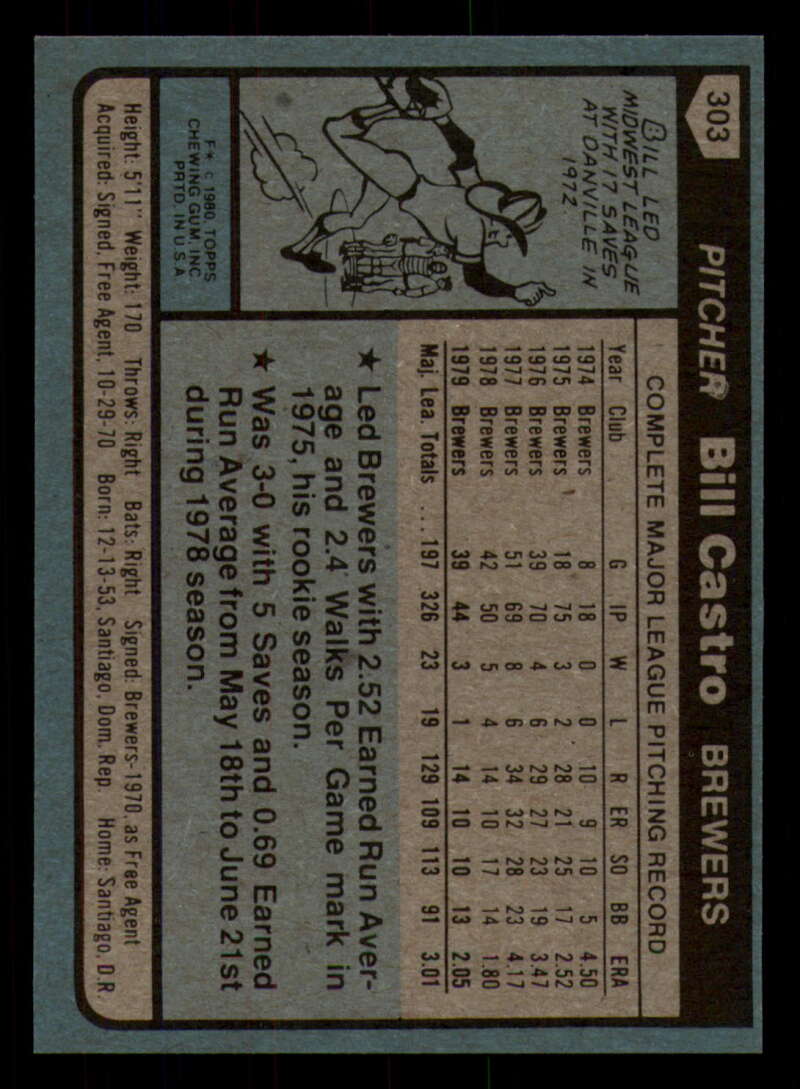 303
PITCHER Bill Castro BREWERS
BILL LED
MIDWEST LEAGUE
WITH 17 SAVES
AT DANVILLE IN
1972.
F* © 1980, TOPPS
CHEWING GUM, INC.
PRTD. IN U S A
COMPLETE MAJOR LEAGUE PITCHING RECORD
Year Club G IP W L R ER SO BB ERA
1974 Brewers 8 18 0 0 10 9 10 5 4.50
1975 Brewers 18 75 3 2 28 21 25 17 2.52
1976 Brewers 39 70 4 6 29 27 23 19 3.47
1977 Brewers 51 69 8 6 34 32 28 23 4.17
1978 Brewers 42 50 5 4 14 10 17 14 1.80
1979 Brewers 39 44 3 1 14 10 10 13 2.05
Maj. Lea. Totals ... 197 326 23 19 129 109 113 91 3.01
★ Led Brewers with 2.52 Earned Run Aver-
age and 2.4 Walks Per Game mark in
1975, his rookie season.
★ Was 3-0 with 5 Saves and 0.69 Earned
Run Average from May 18th to June 21st
during 1978 season.
Height: 5'11" Weight: 170 Throws: Right Bats: Right Signed: Brewers-1970, as Free Agent
Acquired: Signed, Free Agent, 10-29-70 Born: 12-13-53, Santiago, Dom. Rep Home: Santiago, D.R.